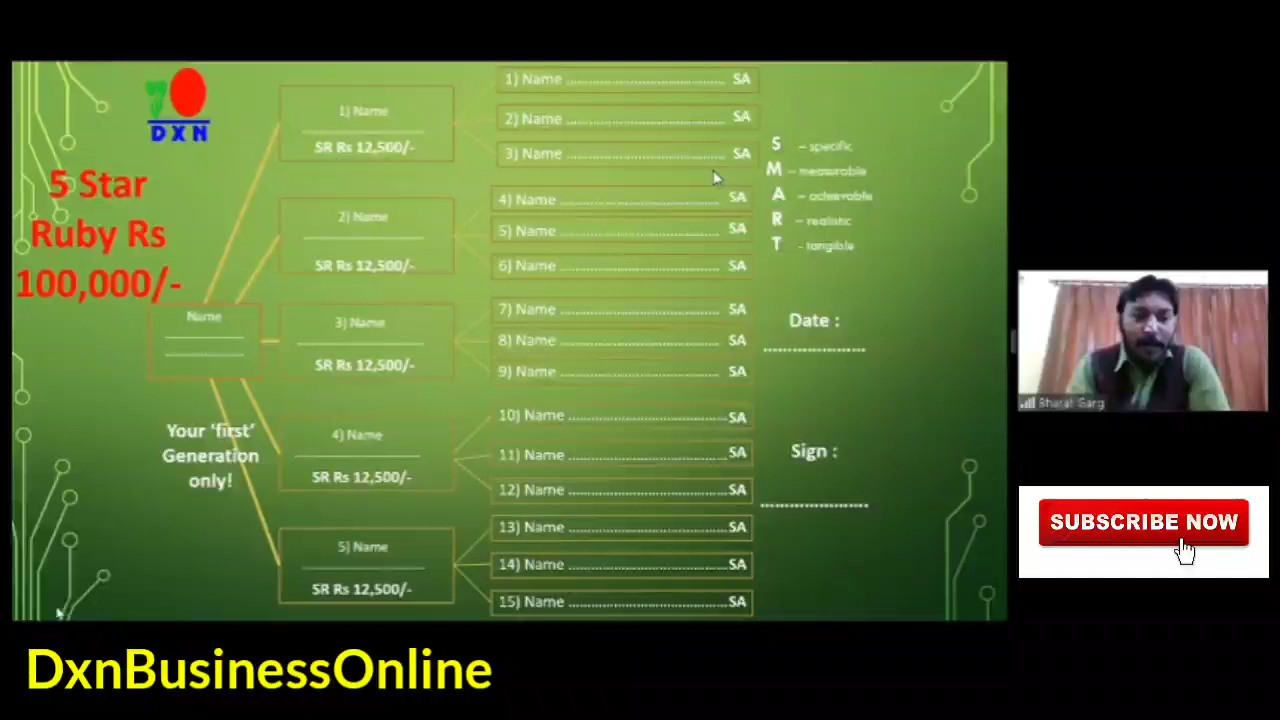 DXN
5 Star
Ruby Rs
100,000/-
Name
Your 'first'
Generation
only!
1) Name
SR Rs 12,500/-
2) Name
SR Rs 12,500/-
3) Name
SR Rs 12,500/-
4) Name
SR Rs 12,500/-
5) Name
SR Rs 12,500/-
1) Name ........................................ SA
2) Name ........................................ SA
3) Name ........................................ SA
4) Name ........................................ SA
5) Name ........................................ SA
6) Name ........................................ SA
7) Name ........................................ SA
8) Name ........................................ SA
9) Name ........................................ SA
10) Name ........................................ SA
11) Name ........................................ SA
12) Name ........................................ SA
13) Name ........................................ SA
14) Name ........................................ SA
15) Name ........................................ SA
S – specific
M – measurable
A - achievable
R – realistic
T - tangible
Date :
........................
Sign :
........................
Bharat Garg
SUBSCRIBE NOW
DxnBusinessOnline